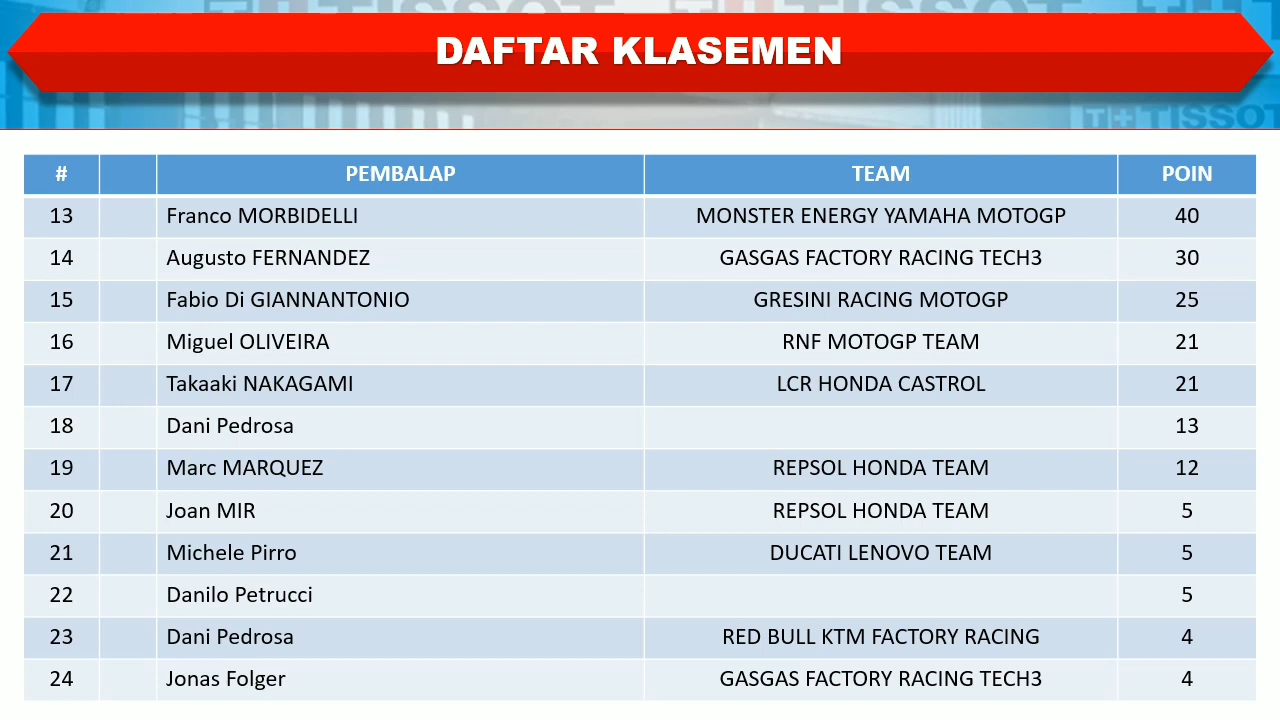 TISSOT TISSOT
DAFTAR KLASEMEN
T+TISSOT
# PEMBALAP TEAM POIN
13 Franco MORBIDELLI MONSTER ENERGY YAMAHA MOTOGP 40
14 Augusto FERNANDEZ GASGAS FACTORY RACING TECH3 30
15 Fabio Di GIANNANTONIO GRESINI RACING MOTOGP 25
16 Miguel OLIVEIRA RNF MOTOGP TEAM 21
17 Takaaki NAKAGAMI LCR HONDA CASTROL 21
18 Dani Pedrosa 13
19 Marc MARQUEZ REPSOL HONDA TEAM 12
20 Joan MIR REPSOL HONDA TEAM 5
21 Michele Pirro DUCATI LENOVO TEAM 5
22 Danilo Petrucci 5
23 Dani Pedrosa RED BULL KTM FACTORY RACING 4
24 Jonas Folger GASGAS FACTORY RACING TECH3 4